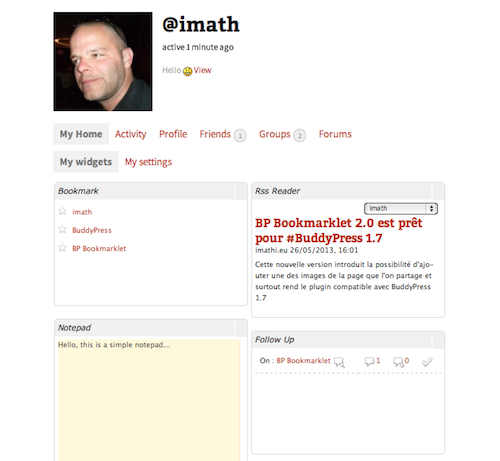 @imath
active 1 minute ago
Hello View
My Home Activity Profile Friends 1 Groups 2 Forums
My widgets My settings
Bookmark
imath
BuddyPress
BP Bookmarklet
Rss Reader
imath
BP Bookmarklet 2.0 est prêt
pour #BuddyPress 1.7
imathi.eu 26/05/2013, 16:01
Cette nouvelle version introduit la possibilité d'ajo-
uter une des images de la page que l'on partage et
surtout rend le plugin compatible avec BuddyPress
1.7
Notepad
Hello, this is a simple notepad...
Follow Up
On : BP Bookmarklet 1 0